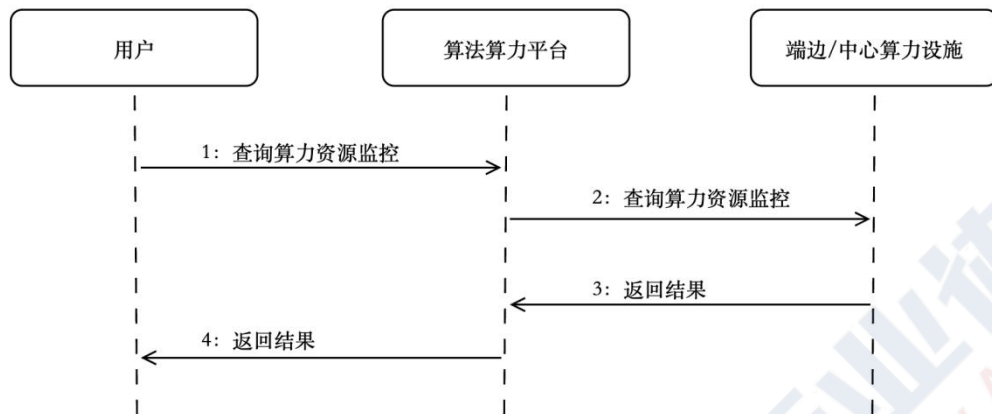 用户
算法算力平台
端边/中心算力设施
1：查询算力资源监控
2：查询算力资源监控
3：返回结果
4：返回结果